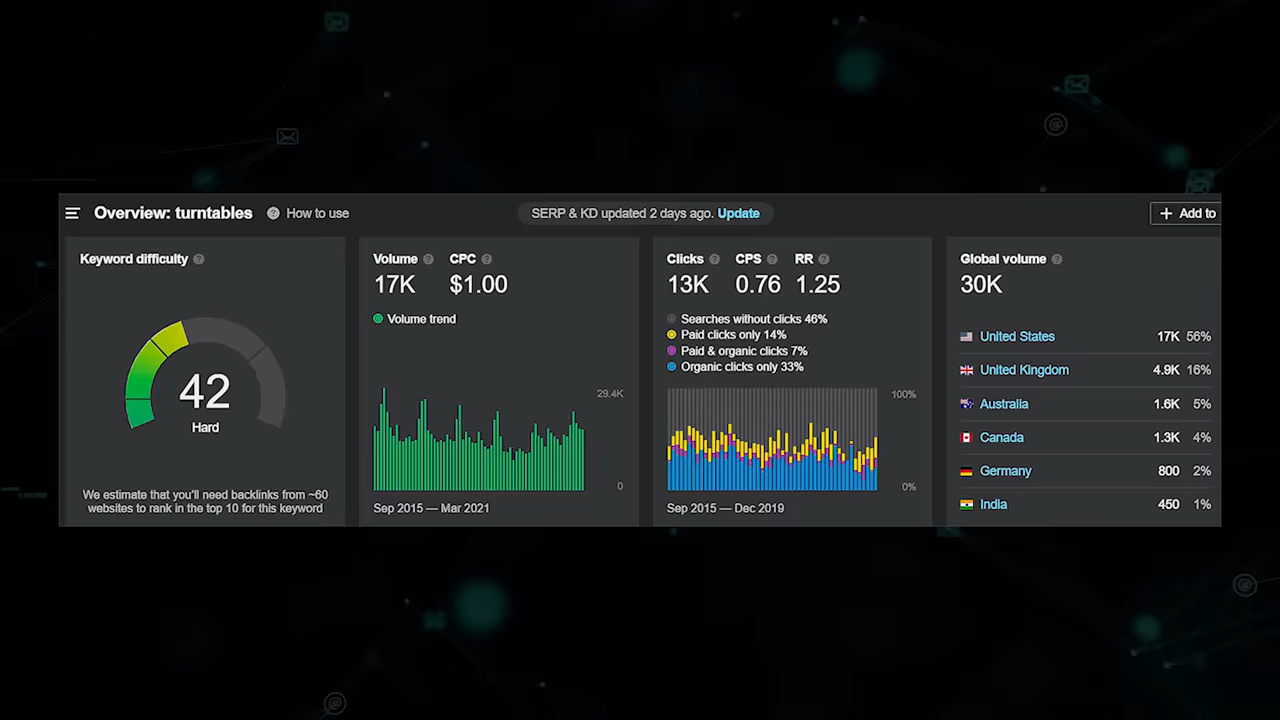 Overview: turntables
How to use
SERP & KD updated 2 days ago. Update
+ Add to
Keyword difficulty
42
Hard
We estimate that you'll need backlinks from ~60
websites to rank in the top 10 for this keyword
Volume CPC
17K $1.00
Volume trend
29.4K
0
Sep 2015 — Mar 2021
Clicks CPS RR
13K 0.76 1.25
Searches without clicks 46%
Paid clicks only 14%
Paid & organic clicks 7%
Organic clicks only 33%
100%
0%
Sep 2015 — Dec 2019
Global volume
30K
United States 17K 56%
United Kingdom 4.9K 16%
Australia 1.6K 5%
Canada 1.3K 4%
Germany 800 2%
India 450 1%